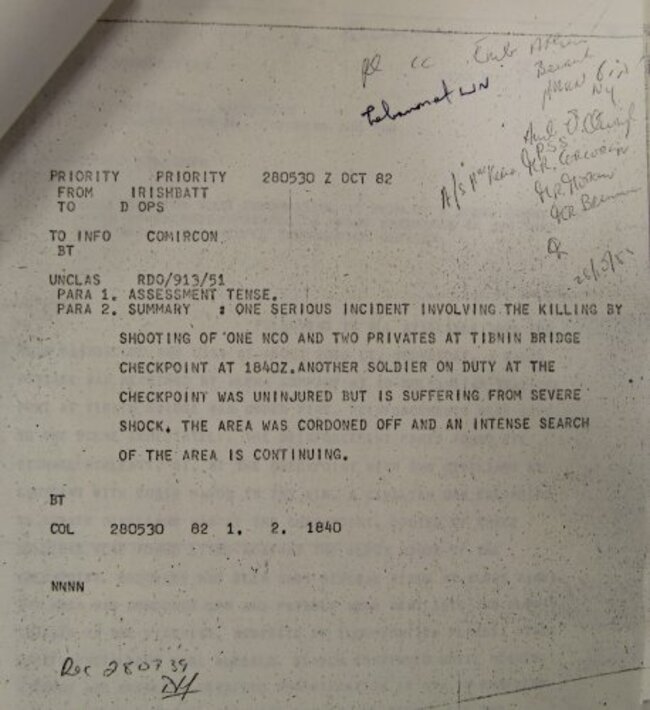 cc
Lebanon
NY
PSS
PRIORITY PRIORITY 280530 Z OCT 82
FROM IRISHBATT
TO D OPS
TO INFO COMIRCON
BT
UNCLAS RDO/913/51
PARA 1. ASSESSMENT TENSE.
PARA 2. SUMMARY : ONE SERIOUS INCIDENT INVOLVING THE KILLING BY
SHOOTING OF ONE NCO AND TWO PRIVATES AT TIBNIN BRIDGE
CHECKPOINT AT 1840Z.ANOTHER SOLDIER ON DUTY AT THE
CHECKPOINT WAS UNINJURED BUT IS SUFFERING FROM SEVERE
SHOCK. THE AREA WAS CORDONED OFF AND AN INTENSE SEARCH
OF THE AREA IS CONTINUING.
BT
COL 280530 82 1. 2. 1840
NNNN
Rec 280739